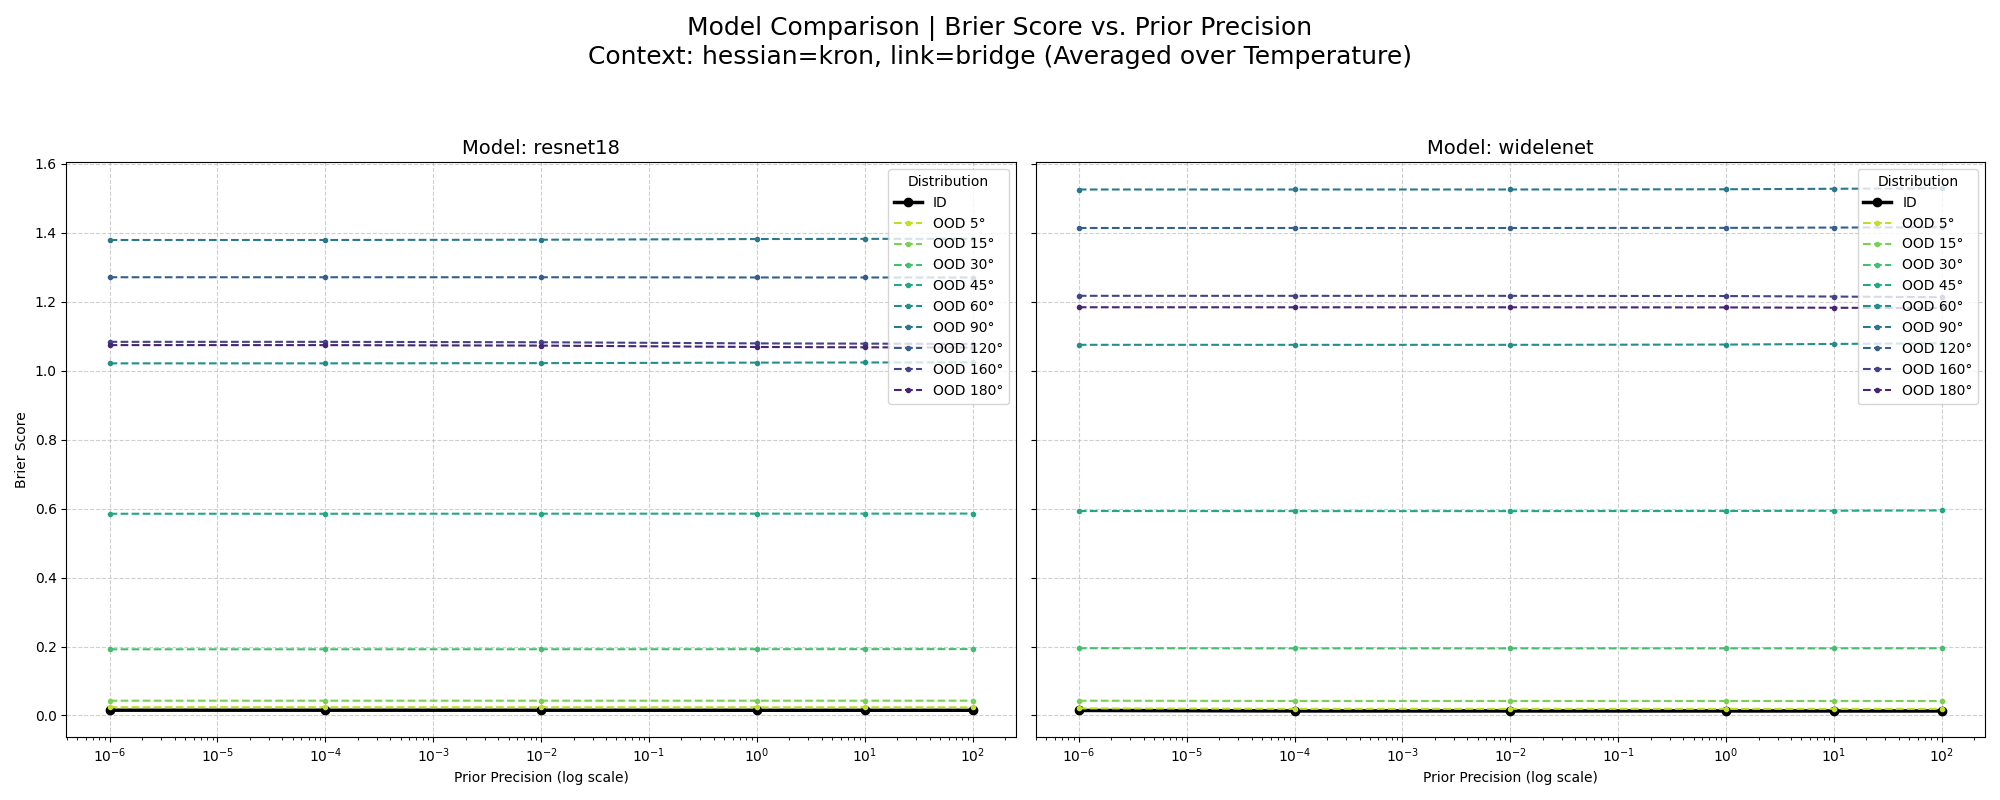 Model Comparison | Brier Score vs. Prior Precision
Context: hessian=kron, link=bridge (Averaged over Temperature)
Model: resnet18
Brier Score
1.6
1.4
1.2
1.0
0.8
0.6
0.4
0.2
0.0
Distribution
ID
OOD 5°
OOD 15°
OOD 30°
OOD 45°
OOD 60°
OOD 90°
OOD 120°
OOD 160°
OOD 180°
10⁻⁶ 10⁻⁵ 10⁻⁴ 10⁻³ 10⁻² 10⁻¹ 10⁰ 10¹ 10²
Prior Precision (log scale)
Model: widelenet
Distribution
ID
OOD 5°
OOD 15°
OOD 30°
OOD 45°
OOD 60°
OOD 90°
OOD 120°
OOD 160°
OOD 180°
10⁻⁶ 10⁻⁵ 10⁻⁴ 10⁻³ 10⁻² 10⁻¹ 10⁰ 10¹ 10²
Prior Precision (log scale)